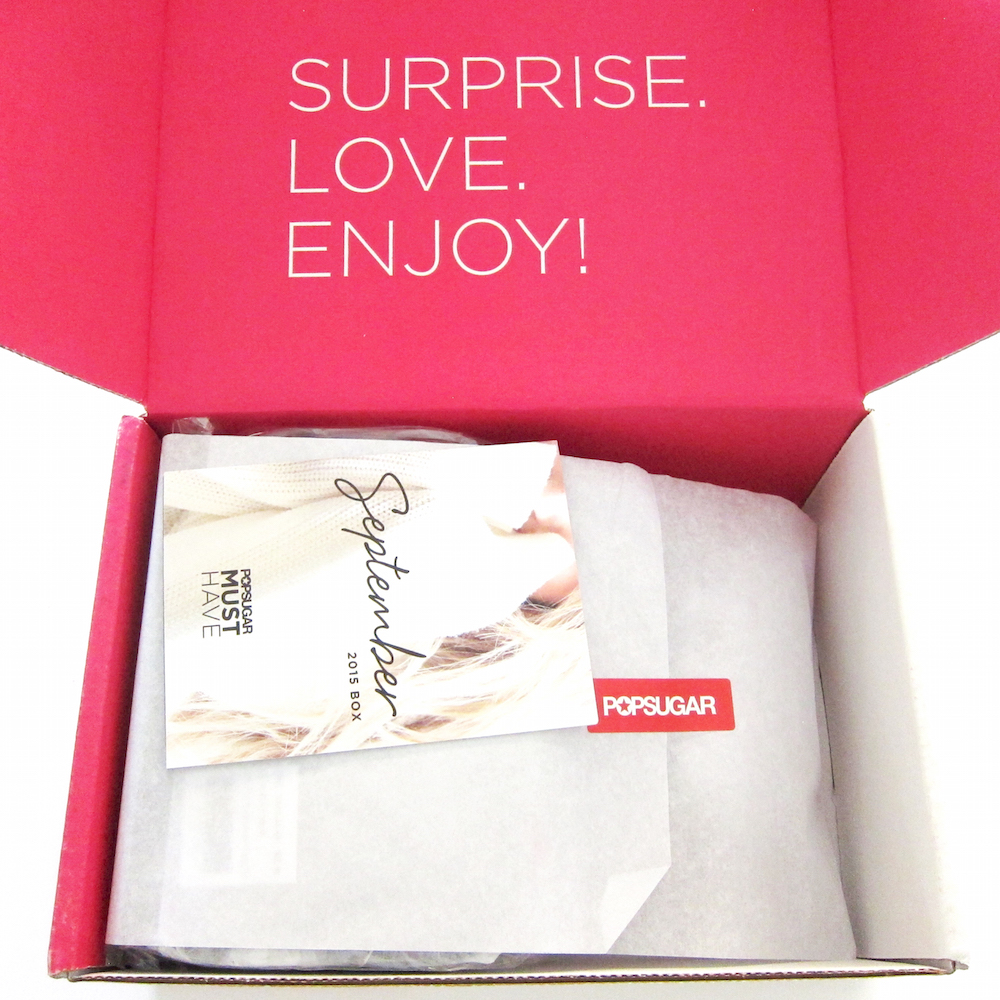 SURPRISE.
LOVE.
ENJOY!
September
2015 BOX
POPSUGAR
MUST
HAVE
POPSUGAR